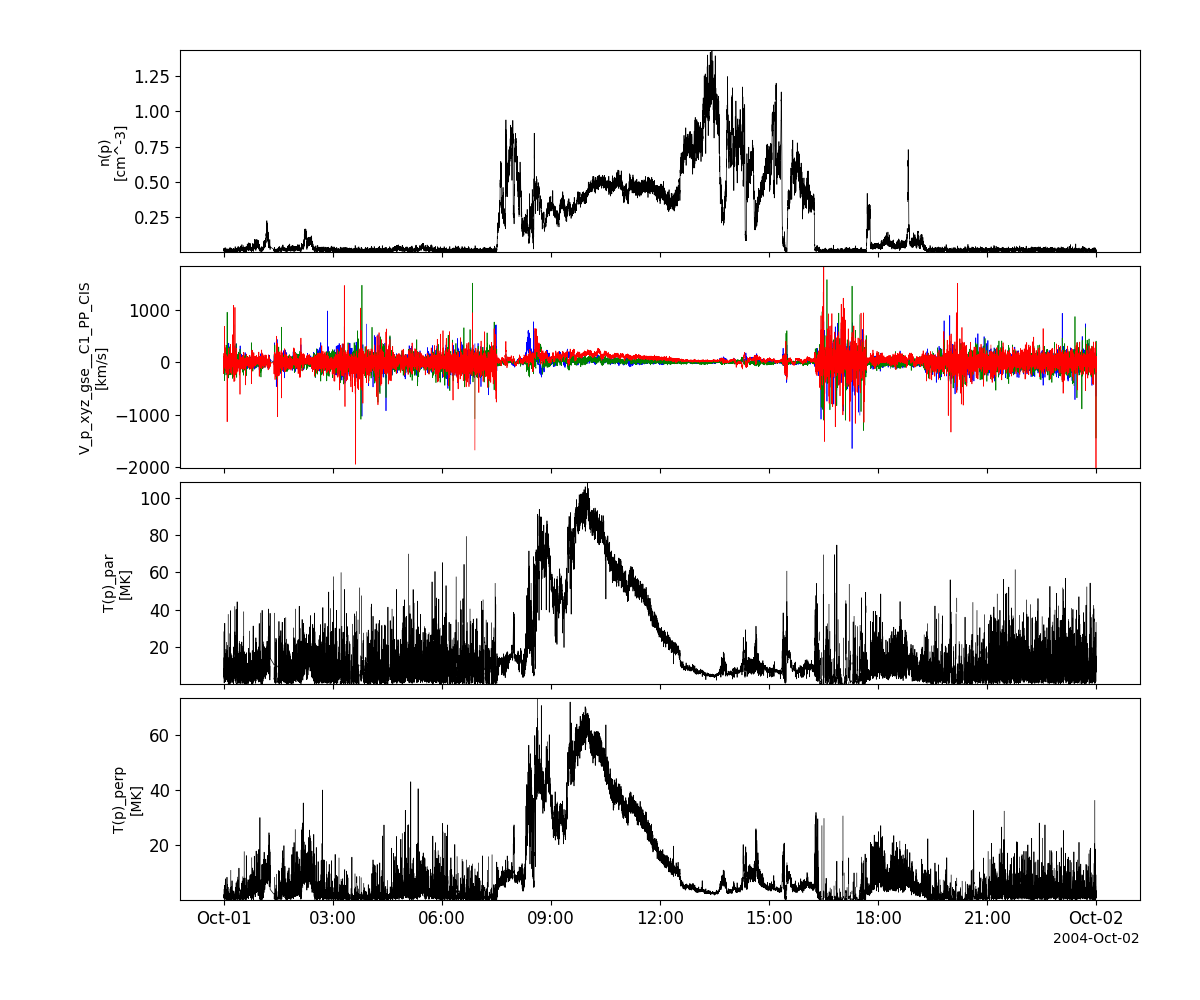 1.25
1.00
0.75
0.50
0.25
n(p)
[cm^-3]
1000
0
−1000
−2000
V_p_xyz_gse__C1_PP_CIS
[km/s]
100
80
60
40
20
T(p)_par
[MK]
60
40
20
T(p)_perp
[MK]
Oct-01 03:00 06:00 09:00 12:00 15:00 18:00 21:00 Oct-02
2004-Oct-02